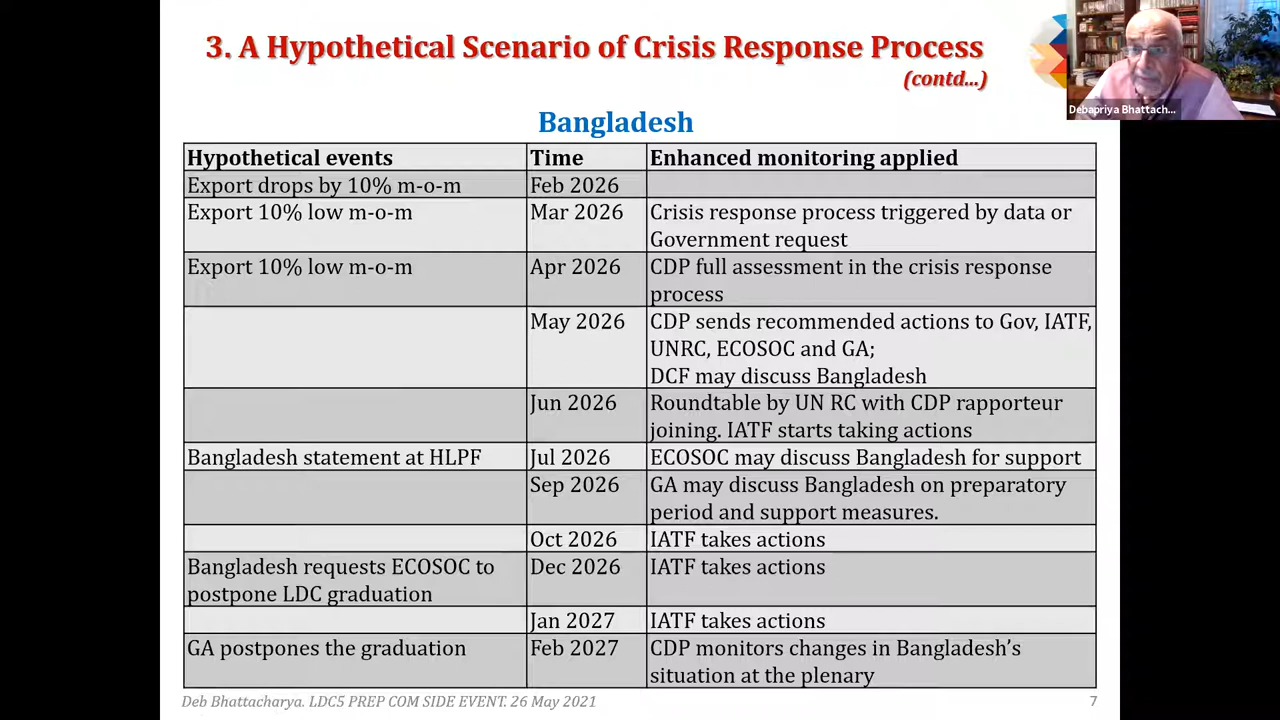 3. A Hypothetical Scenario of Crisis Response Process
(contd...)
Debapriya Bhattach...
Bangladesh
Hypothetical events Time Enhanced monitoring applied
Export drops by 10% m-o-m Feb 2026
Export 10% low m-o-m Mar 2026 Crisis response process triggered by data or
Government request
Export 10% low m-o-m Apr 2026 CDP full assessment in the crisis response
process
May 2026 CDP sends recommended actions to Gov, IATF,
UNRC, ECOSOC and GA;
DCF may discuss Bangladesh
Jun 2026 Roundtable by UN RC with CDP rapporteur
joining. IATF starts taking actions
Bangladesh statement at HLPF Jul 2026 ECOSOC may discuss Bangladesh for support
Sep 2026 GA may discuss Bangladesh on preparatory
period and support measures.
Oct 2026 IATF takes actions
Bangladesh requests ECOSOC to Dec 2026 IATF takes actions
postpone LDC graduation
Jan 2027 IATF takes actions
GA postpones the graduation Feb 2027 CDP monitors changes in Bangladesh's
situation at the plenary
Deb Bhattacharya. LDC5 PREP COM SIDE EVENT. 26 May 2021 7